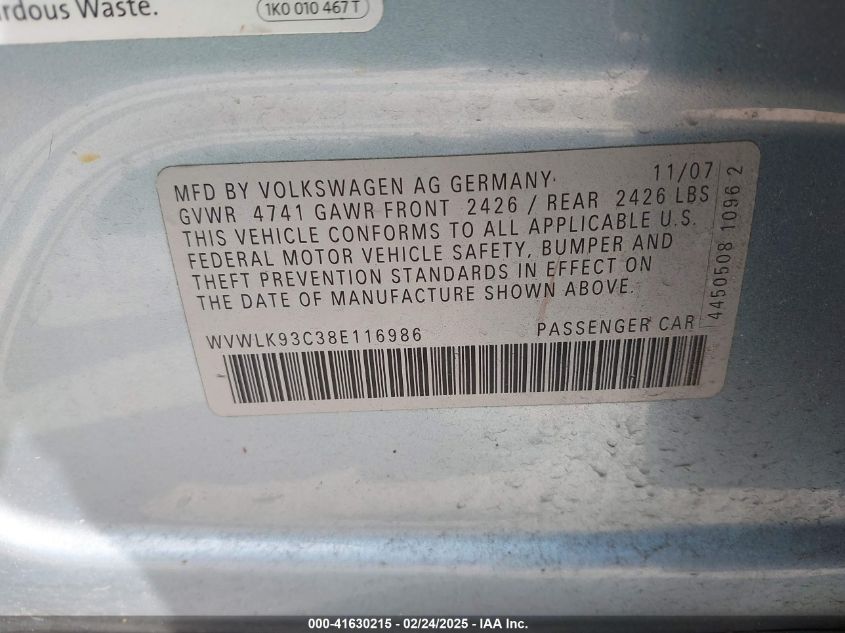 rdous Waste.
1K0 010 467 T
MFD BY VOLKSWAGEN AG GERMANY. 11/07
GVWR 4741 GAWR FRONT 2426 / REAR 2426 LBS
THIS VEHICLE CONFORMS TO ALL APPLICABLE U.S.
FEDERAL MOTOR VEHICLE SAFETY, BUMPER AND
THEFT PREVENTION STANDARDS IN EFFECT ON
THE DATE OF MANUFACTURE SHOWN ABOVE.
4450508 1096 2
WVWLK93C38E116986 PASSENGER CAR
000-41630215 - 02/24/2025 - IAA Inc.